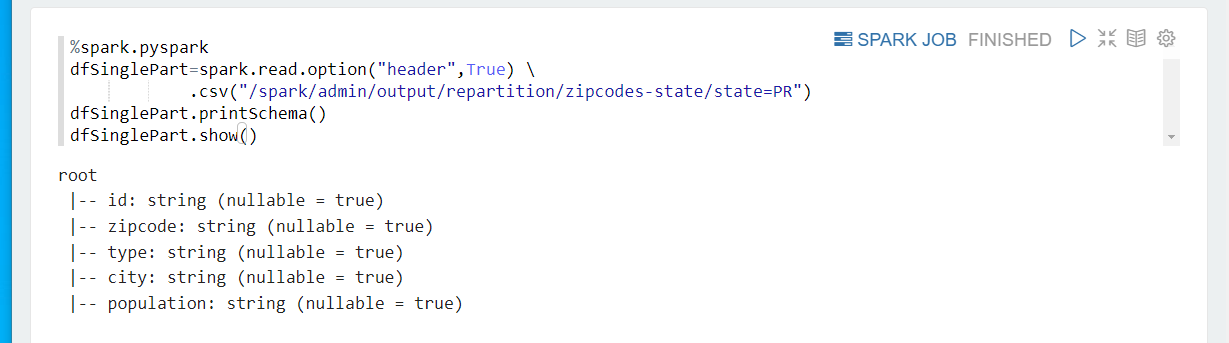 %spark.pyspark
SPARK JOB FINISHED
dfSinglePart=spark.read.option("header",True) \
.csv("/spark/admin/output/repartition/zipcodes-state/state=PR")
dfSinglePart.printSchema()
dfSinglePart.show()
root
|-- id: string (nullable = true)
|-- zipcode: string (nullable = true)
|-- type: string (nullable = true)
|-- city: string (nullable = true)
|-- population: string (nullable = true)